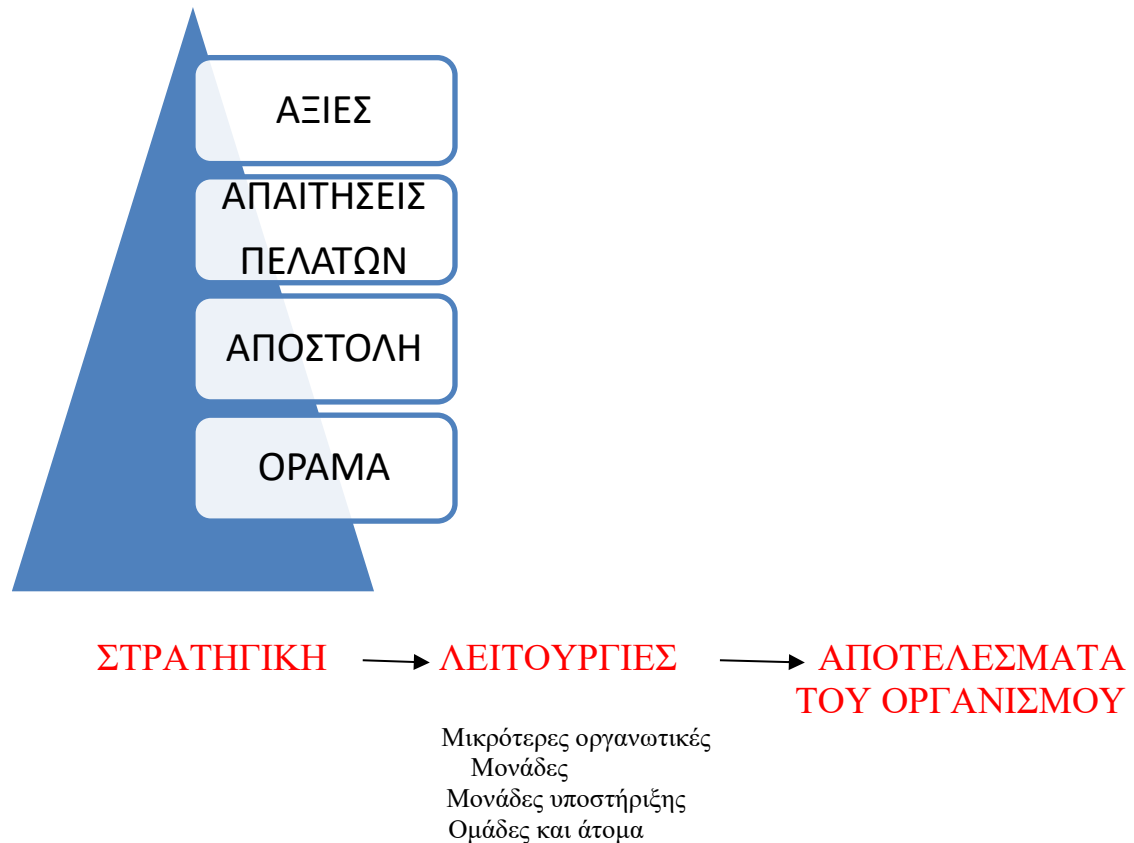 ΑΞΙΕΣ
ΑΠΑΙΤΗΣΕΙΣ
ΠΕΛΑΤΩΝ
ΑΠΟΣΤΟΛΗ
ΟΡΑΜΑ
ΣΤΡΑΤΗΓΙΚΗ
ΛΕΙΤΟΥΡΓΙΕΣ
ΑΠΟΤΕΛΕΣΜΑΤΑ
ΤΟΥ ΟΡΓΑΝΙΣΜΟΥ
Μικρότερες οργανωτικές
Μονάδες
Μονάδες υποστήριξης
Ομάδες και άτομα